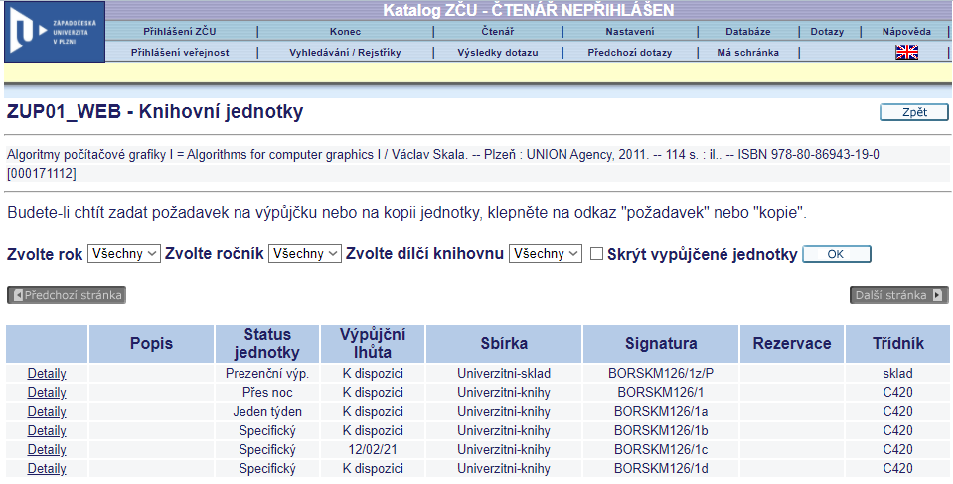 Katalog ZČU - ČTENÁŘ NEPŘIHLÁŠEN
ZÁPADOČESKÁ
UNIVERZITA
V PLZNI
Přihlášení ZČU | Konec | Čtenář | Nastavení | Databáze | Dotazy | Nápověda |
Přihlášení veřejnost | Vyhledávání / Rejstříky | Výsledky dotazu | Předchozí dotazy | Má schránka | |
ZUP01_WEB - Knihovní jednotky
Zpět
Algoritmy počítačové grafiky I = Algorithms for computer graphics I / Václav Skala. -- Plzeň : UNION Agency, 2011. -- 114 s. : il.. -- ISBN 978-80-86943-19-0
[000171112]
Budete-li chtít zadat požadavek na výpůjčku nebo na kopii jednotky, klepněte na odkaz "požadavek" nebo "kopie".
Zvolte rok Všechny Zvolte ročník Všechny Zvolte dílčí knihovnu Všechny Skrýt vypůjčené jednotky OK
Předchozí stránka Další stránka
Popis Status jednotky Výpůjční lhůta Sbírka Signatura Rezervace Třídník
Detaily Prezenční výp. K dispozici Univerzitni-sklad BORSKM126/1z/P sklad
Detaily Přes noc K dispozici Univerzitni-knihy BORSKM126/1 C420
Detaily Jeden týden K dispozici Univerzitni-knihy BORSKM126/1a C420
Detaily Specifický K dispozici Univerzitni-knihy BORSKM126/1b C420
Detaily Specifický 12/02/21 Univerzitni-knihy BORSKM126/1c C420
Detaily Specifický K dispozici Univerzitni-knihy BORSKM126/1d C420